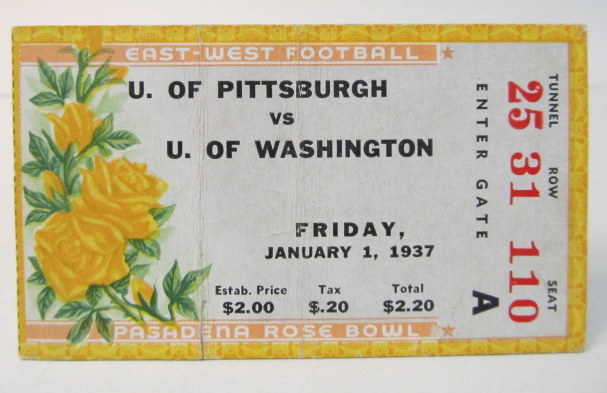 EAST-WEST FOOTBALL
U. OF PITTSBURGH
VS
U. OF WASHINGTON
FRIDAY,
JANUARY 1, 1937
Estab. Price Tax Total
$2.00 $.20 $2.20
PASADENA ROSE BOWL
ENTER GATE A
TUNNEL ROW SEAT
25 31 110